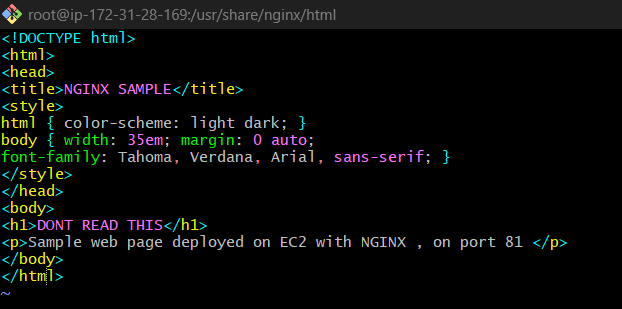 root@ip-172-31-28-169:/usr/share/nginx/html
<!DOCTYPE html>
<html>
<head>
<title>NGINX SAMPLE</title>
<style>
html { color-scheme: light dark; }
body { width: 35em; margin: 0 auto;
font-family: Tahoma, Verdana, Arial, sans-serif; }
</style>
</head>
<body>
<h1>DONT READ THIS</h1>
<p>Sample web page deployed on EC2 with NGINX , on port 81 </p>
</body>
</html>
~